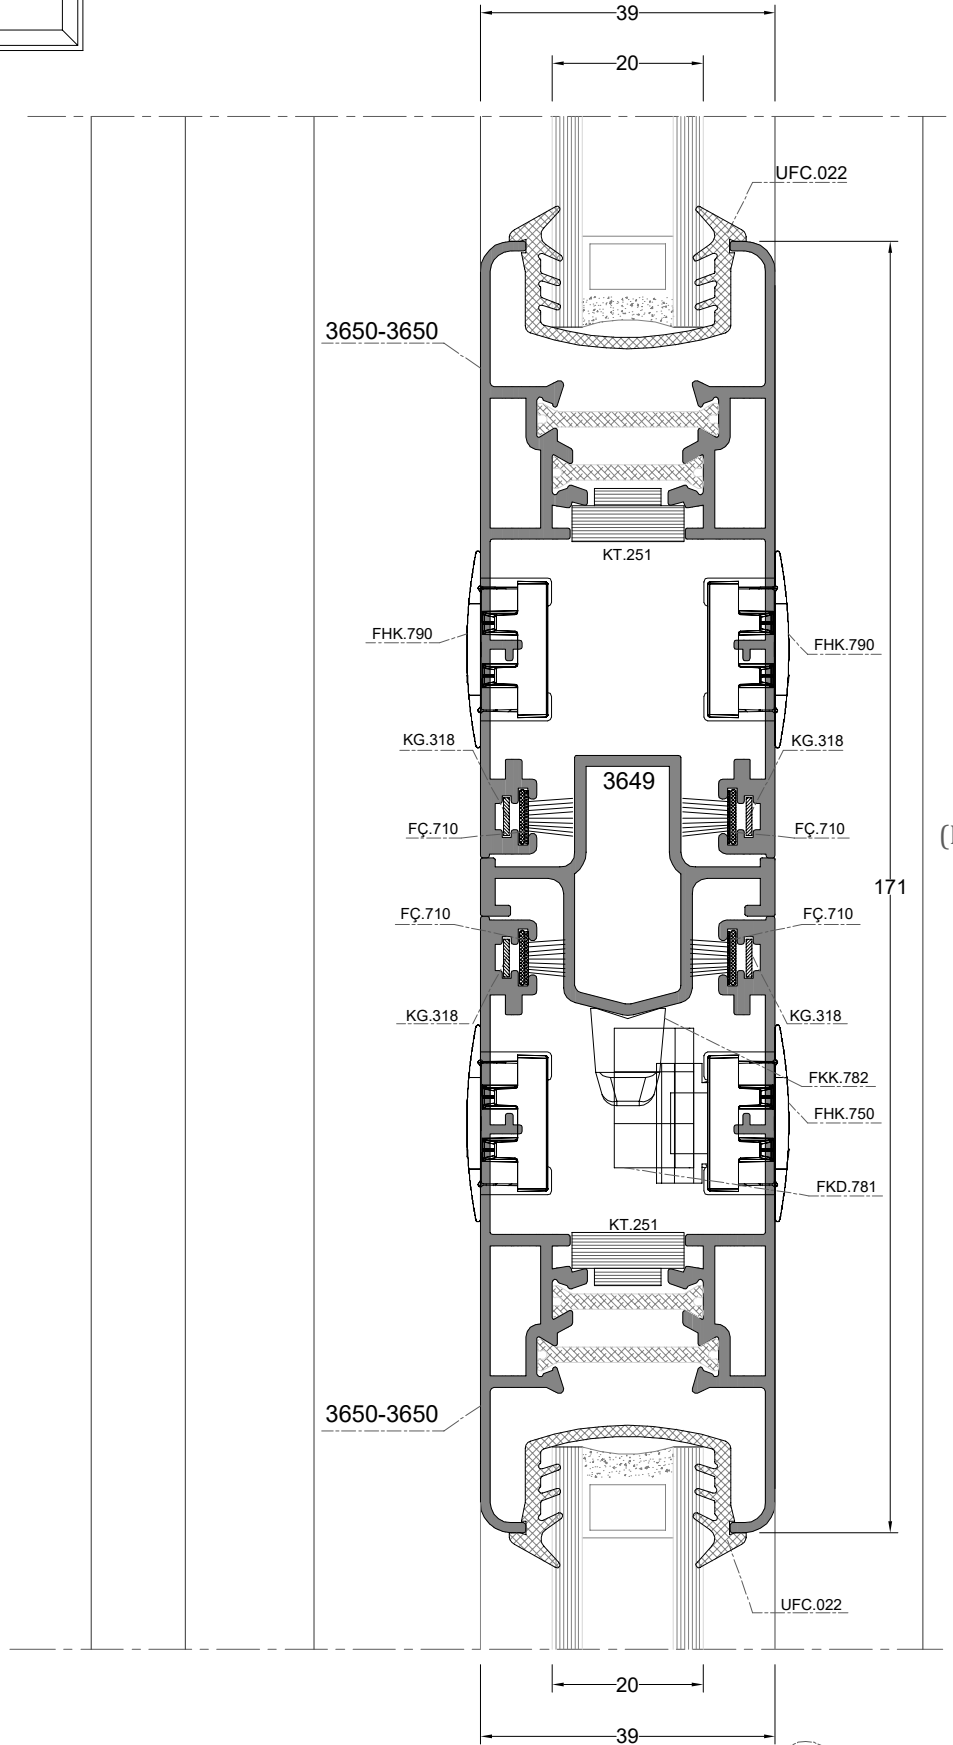 39
20
UFC.022
3650-3650
KT.251
FHK.790
FHK.790
KG.318
KG.318
3649
FÇ.710
FÇ.710
171
FÇ.710
FÇ.710
KG.318
KG.318
FKK.782
FHK.750
FKD.781
KT.251
3650-3650
UFC.022
20
39